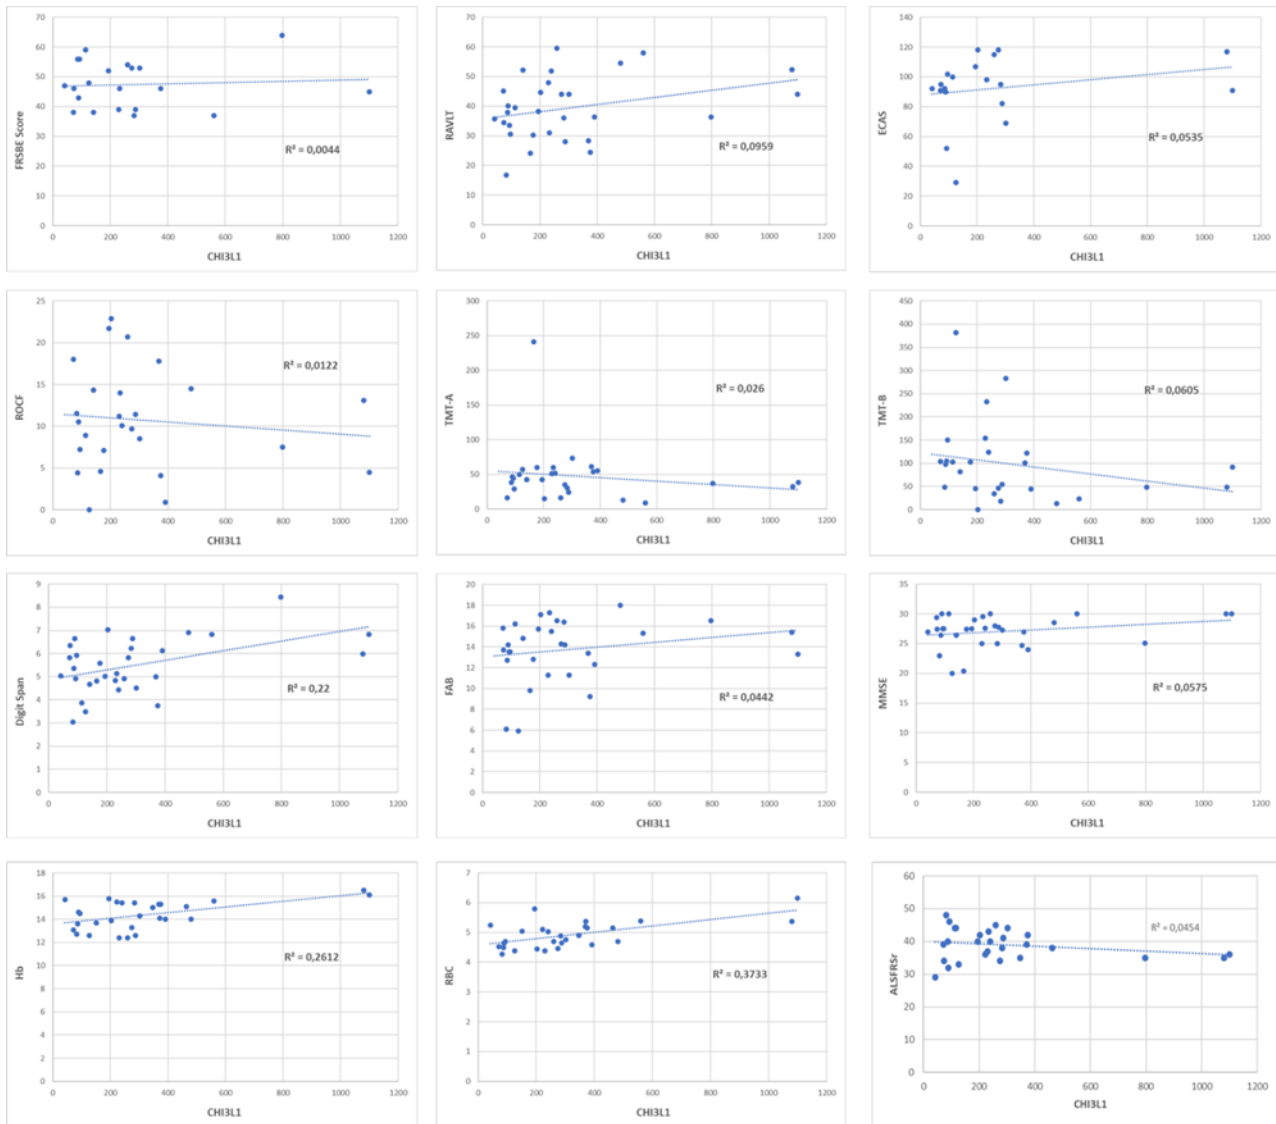 70
60
50
40
30
20
10
0
FRSBE Score
R² = 0,0044
0 200 400 600 800 1000 1200
CHI3L1
70
60
50
40
30
20
10
0
RAVLT
R² = 0,0959
0 200 400 600 800 1000 1200
CHI3L1
140
120
100
80
60
40
20
0
ECAS
R² = 0,0535
0 200 400 600 800 1000 1200
CHI3L1
25
20
15
10
5
0
ROCF
R² = 0,0122
0 200 400 600 800 1000 1200
CHI3L1
300
250
200
150
100
50
0
TMT-A
R² = 0,026
0 200 400 600 800 1000 1200
CHI3L1
450
400
350
300
250
200
150
100
50
0
TMT-B
R² = 0,0605
0 200 400 600 800 1000 1200
CHI3L1
9
8
7
6
5
4
3
2
1
0
Digit Span
R² = 0,22
0 200 400 600 800 1000 1200
CHI3L1
20
18
16
14
12
10
8
6
4
2
0
FAB
R² = 0,0442
0 200 400 600 800 1000 1200
CHI3L1
35
30
25
20
15
10
5
0
MMSE
R² = 0,0575
0 200 400 600 800 1000 1200
CHI3L1
18
16
14
12
10
8
6
4
2
0
Hb
R² = 0,2612
0 200 400 600 800 1000 1200
CHI3L1
7
6
5
4
3
2
1
0
RBC
R² = 0,3733
0 200 400 600 800 1000 1200
CHI3L1
60
50
40
30
20
10
0
ALSFRSr
R² = 0,0454
0 200 400 600 800 1000 1200
CHI3L1